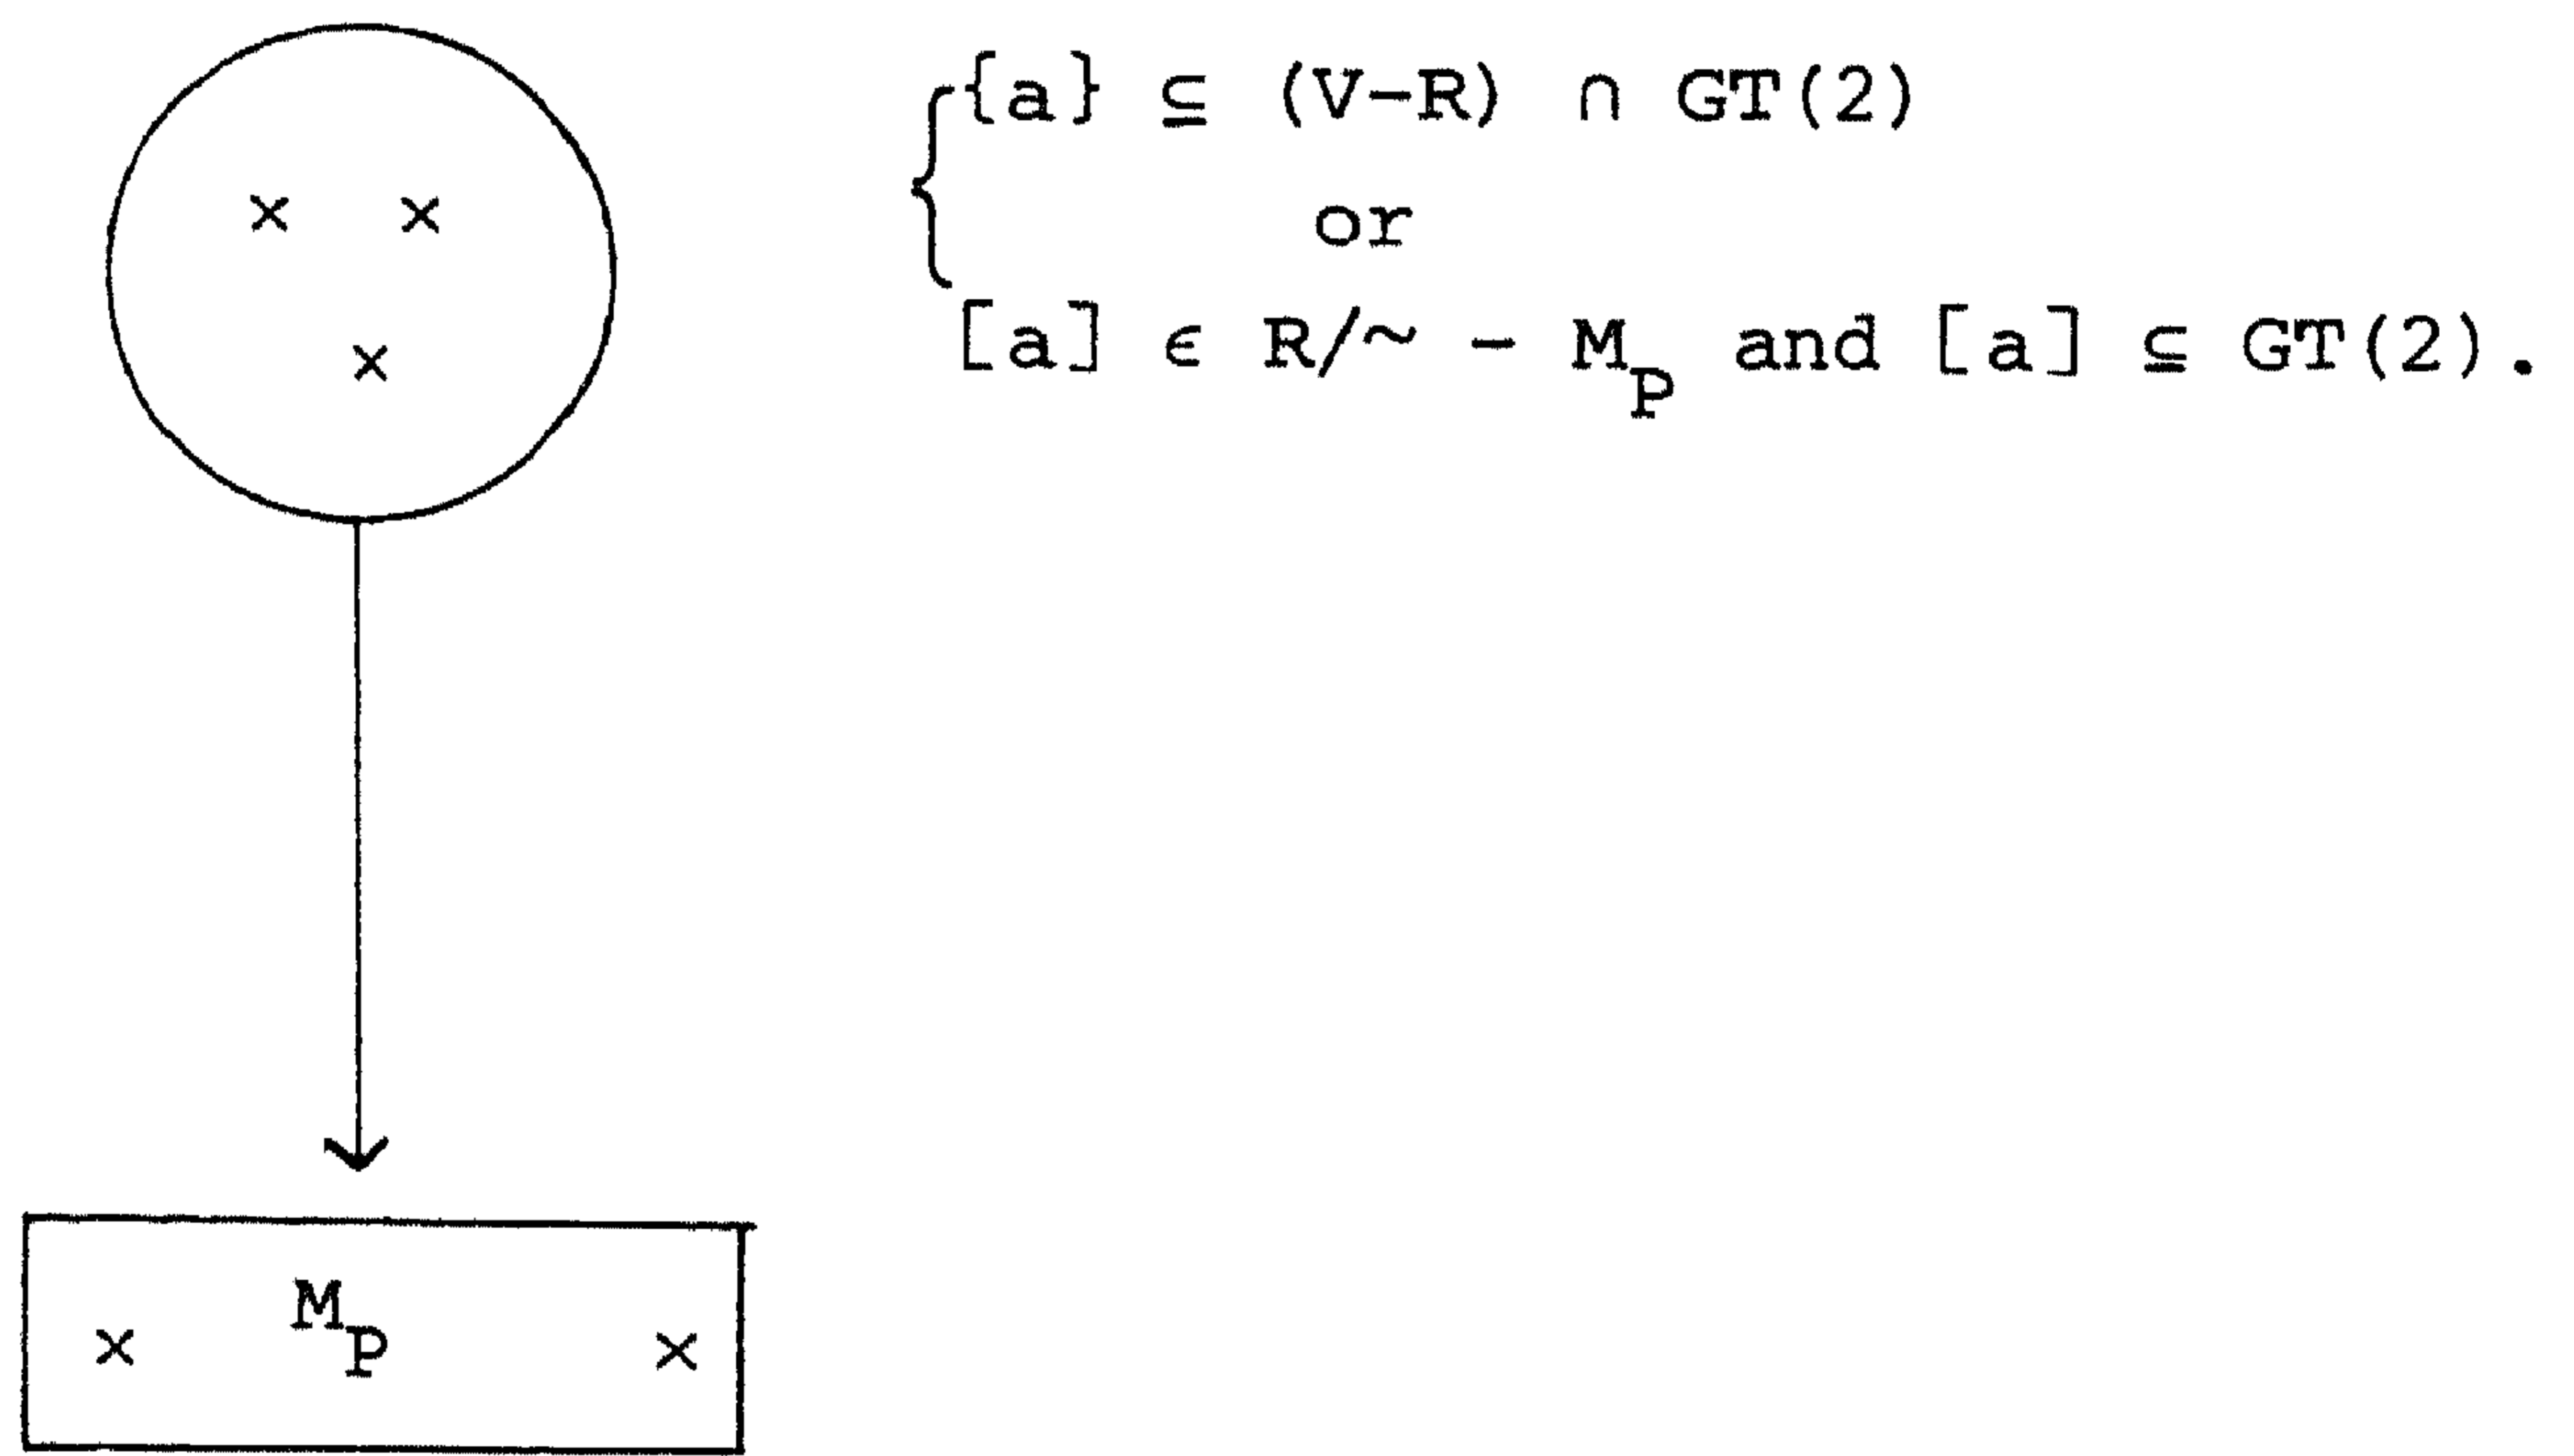 {a} ⊆ (V-R) ∩ GT(2)
or
[a] ∈ R/~ - M_P and [a] ⊆ GT(2).
x x
x
x M_P x